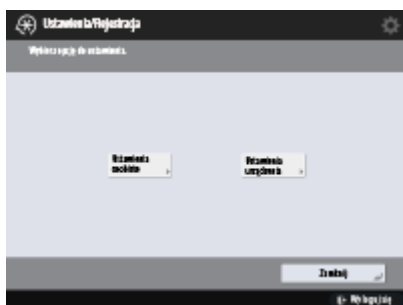 Ustawienia/Rejestracja
Wybierz opcję do ustawienia.
Ustawienia
osobiste
Ustawienia
urządzenia
Zamknij
Wyloguj się